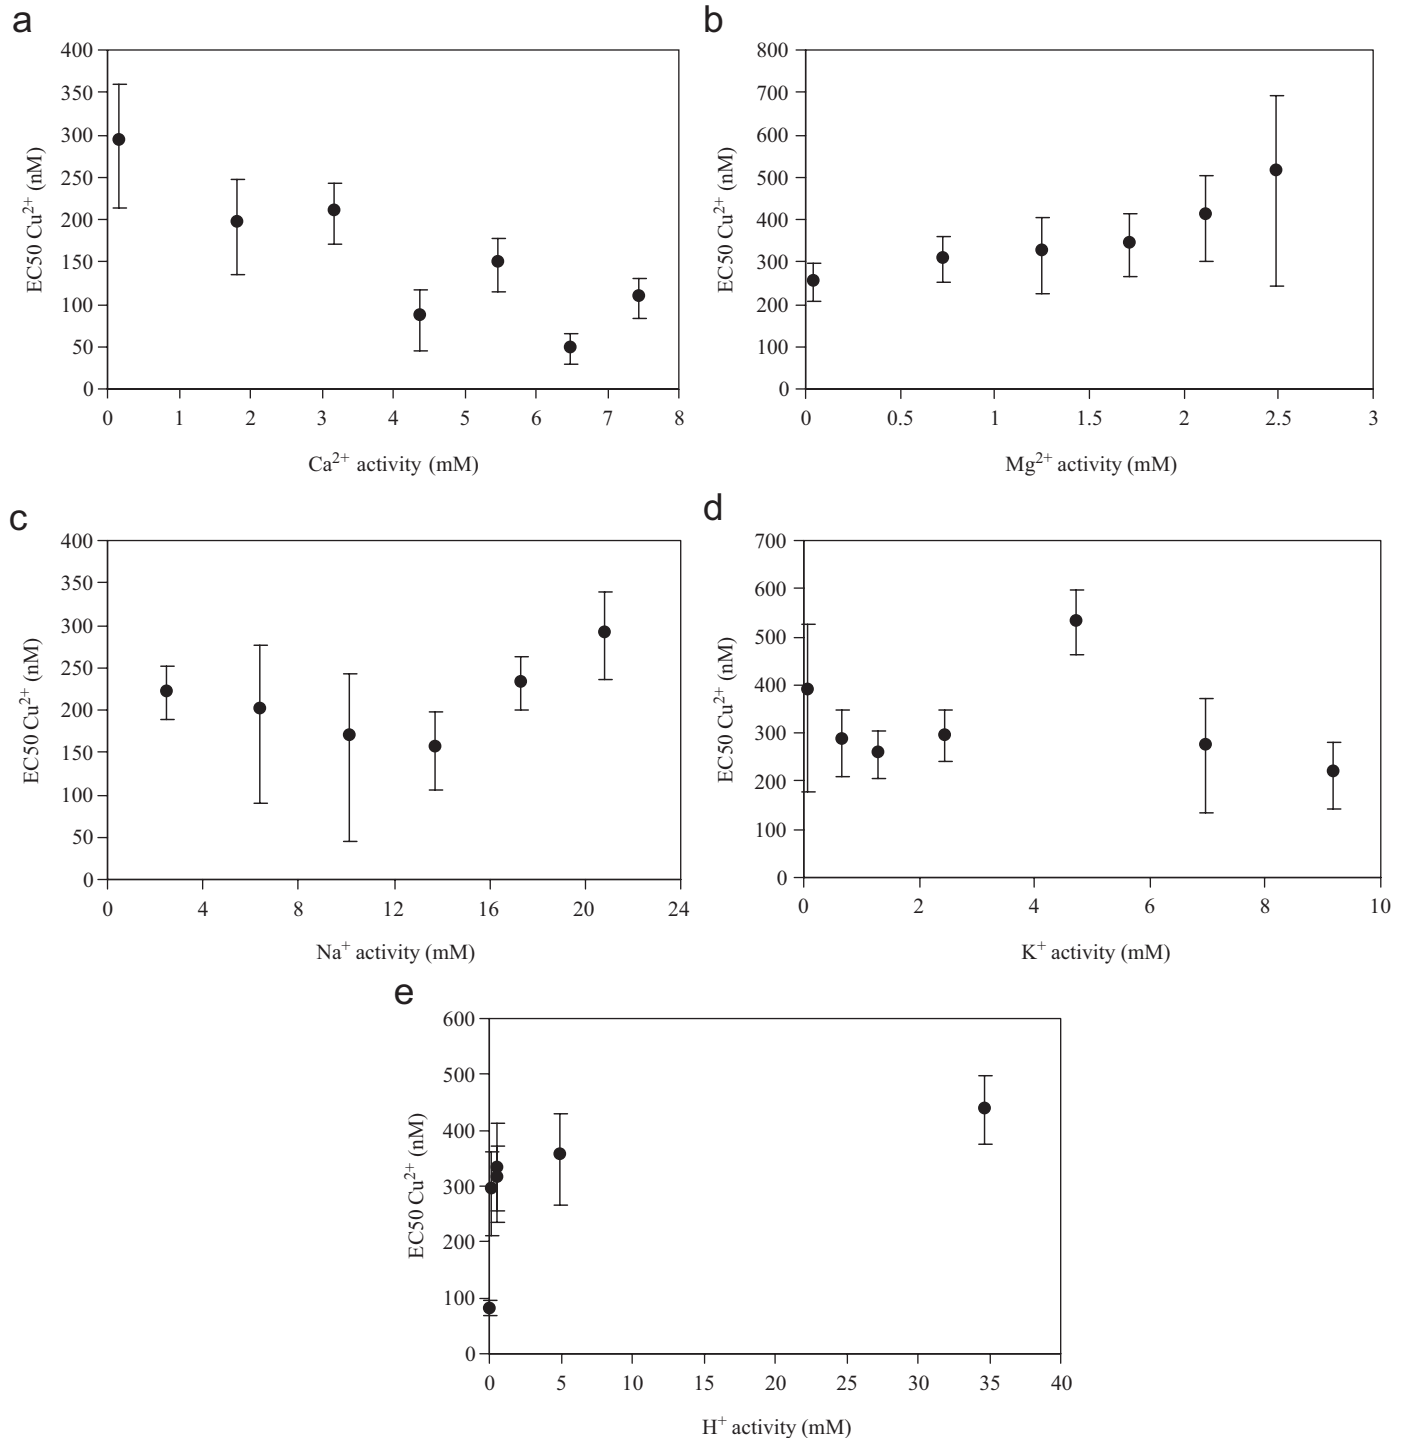 a
400
350
300
250
200
150
100
50
0
EC50 Cu²⁺ (nM)
0 1 2 3 4 5 6 7 8
Ca²⁺ activity (mM)
b
800
700
600
500
400
300
200
100
0
EC50 Cu²⁺ (nM)
0 0.5 1 1.5 2 2.5 3
Mg²⁺ activity (mM)
c
400
350
300
250
200
150
100
50
0
EC50 Cu²⁺ (nM)
0 4 8 12 16 20 24
Na⁺ activity (mM)
d
700
600
500
400
300
200
100
0
EC50 Cu²⁺ (nM)
0 2 4 6 8 10
K⁺ activity (mM)
e
600
500
400
300
200
100
0
EC50 Cu²⁺ (nM)
0 5 10 15 20 25 30 35 40
H⁺ activity (mM)